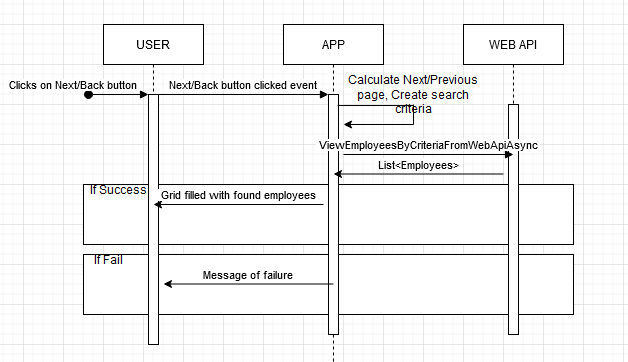 USER
APP
WEB API
Clicks on Next/Back button
Next/Back button clicked event
Calculate Next/Previous
page, Create search
criteria
ViewEmployeesByCriteriaFromWebApiAsync
List<Employees>
If Success
Grid filled with found employees
If Fail
Message of failure